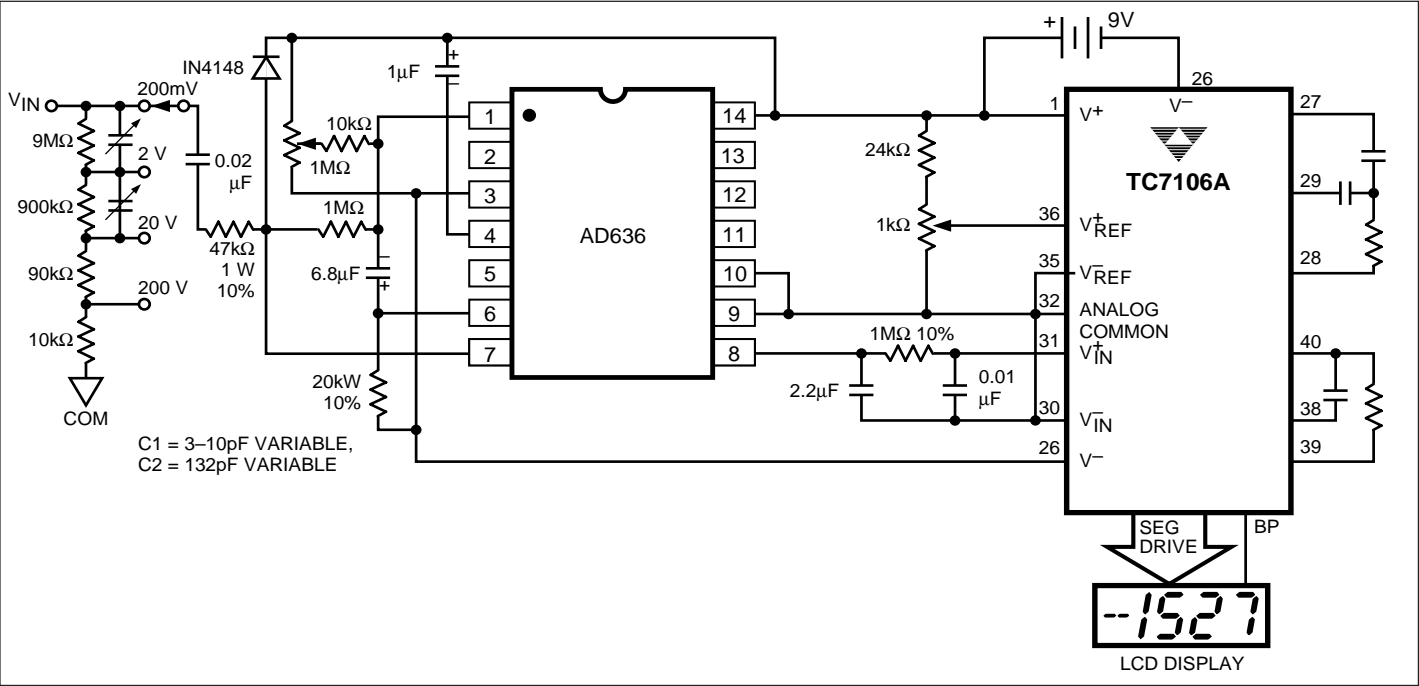 9V
+
26
IN4148
1µF
+
–
VIN
200mV
9MΩ
2 V
0.02
µF
900kΩ
20 V
47kΩ
1 W
10%
90kΩ
200 V
10kΩ
COM
10kΩ
1MΩ
1MΩ
6.8µF
–
+
20kW
10%
C1 = 3–10pF VARIABLE,
C2 = 132pF VARIABLE
1
2
3
4
5
6
7
AD636
14
13
12
11
10
9
8
24kΩ
1kΩ
1MΩ 10%
2.2µF
0.01
µF
1
36
35
32
31
30
26
V–
V+
TC7106A
V+REF
V–REF
ANALOG
COMMON
V+IN
V–IN
V–
27
29
28
40
38
39
SEG
DRIVE
BP
-1527
LCD DISPLAY